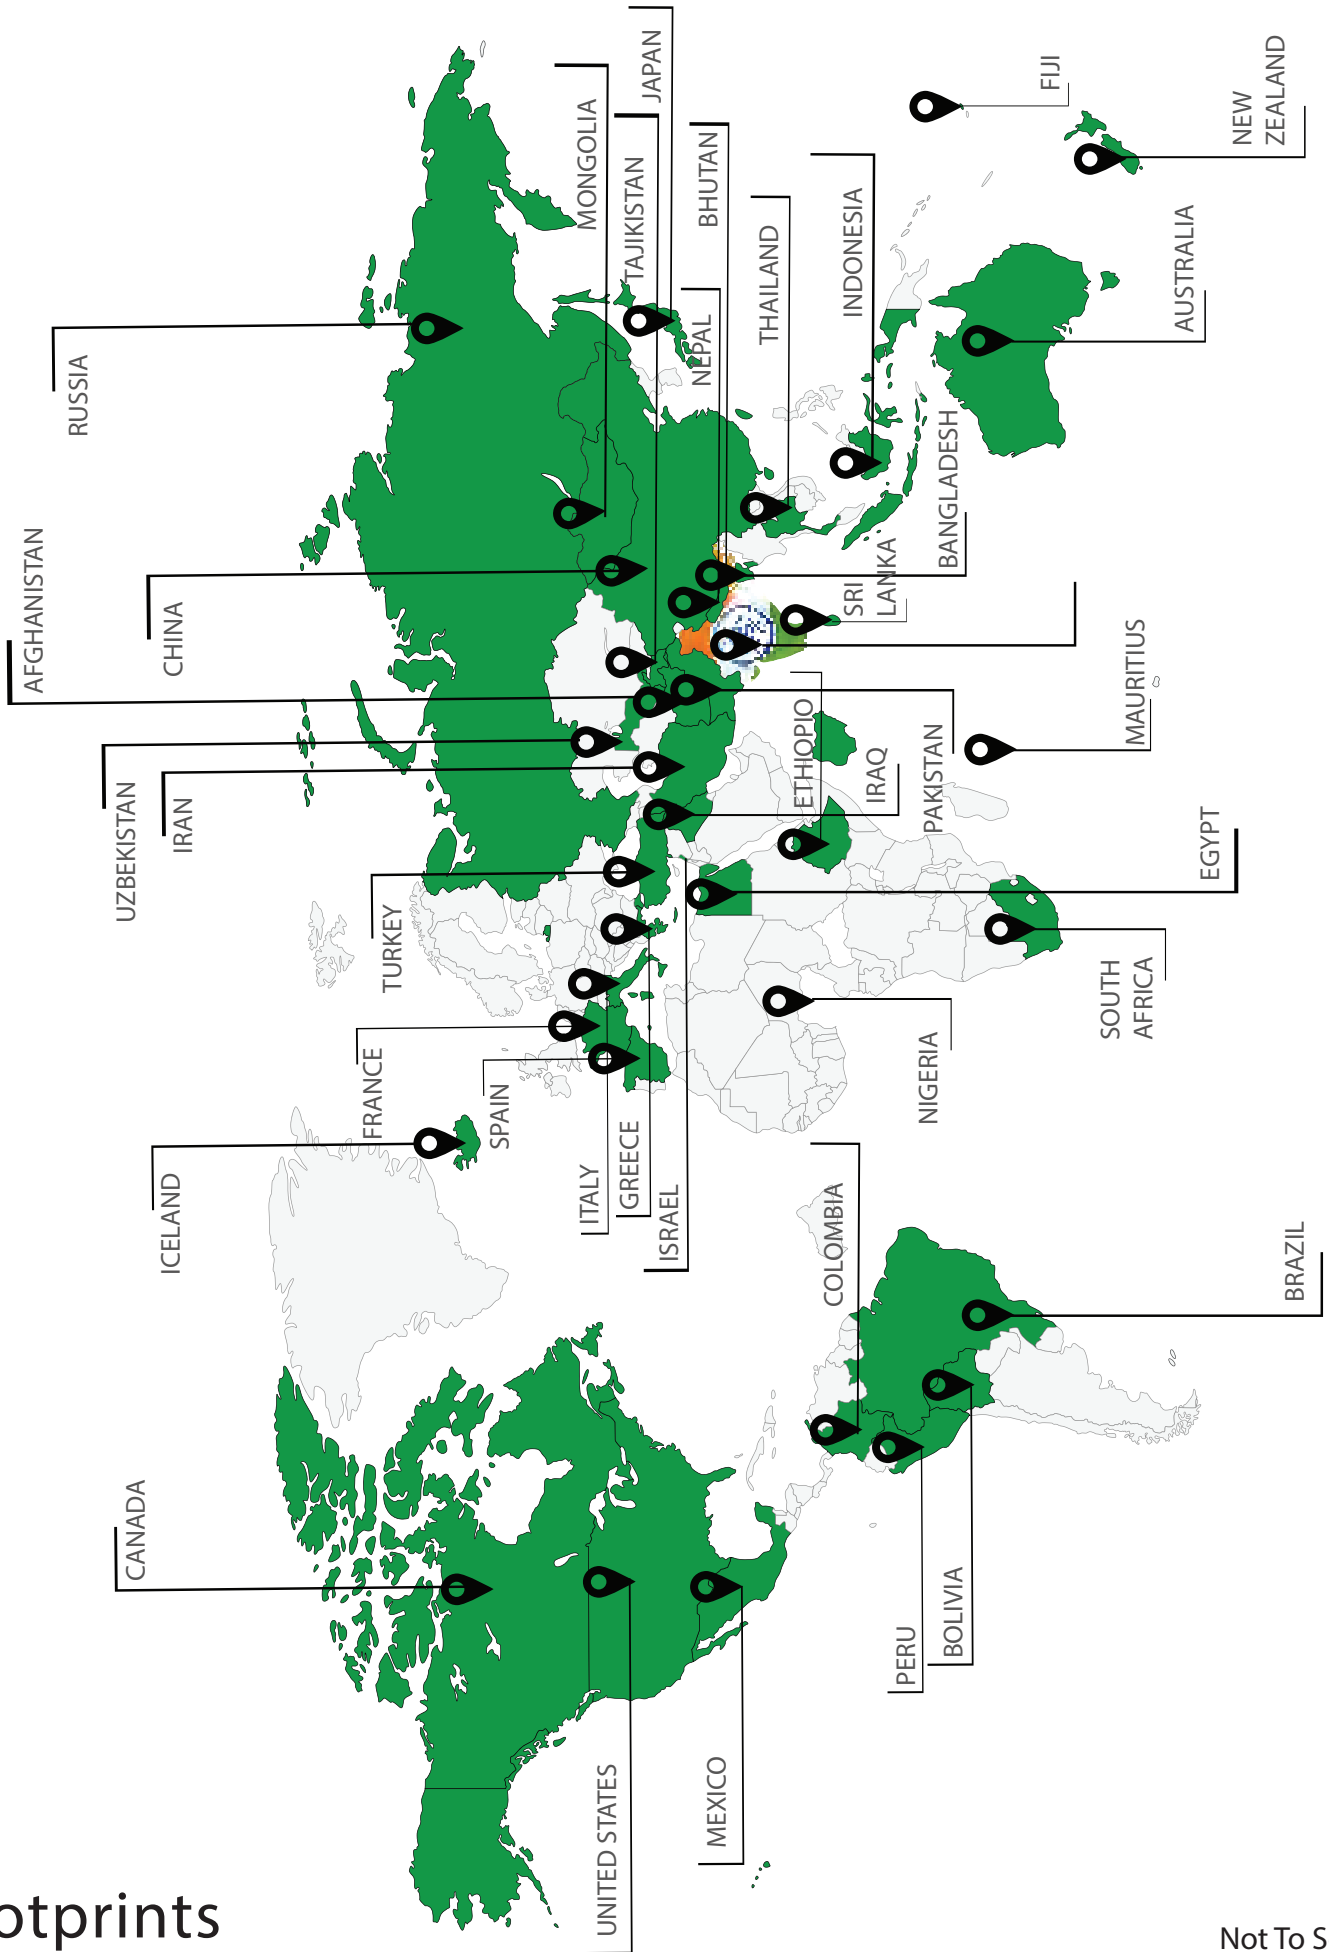 otprints
AFGHANISTAN
RUSSIA
UZBEKISTAN
CANADA
ICELAND
CHINA
IRAN
FRANCE
TURKEY
SPAIN
ITALY
MONGOLIA
UNITED STATES
GREECE
TAJIKISTAN
JAPAN
ISRAEL
NEPAL
BHUTAN
MEXICO
THAILAND
ETHIOPIO
COLOMBIA
INDONESIA
SRI
LANKA
IRAQ
PERU
NIGERIA
PAKISTAN
BANGLADESH
BOLIVIA
FIJI
SOUTH
AFRICA
MAURITIUS
AUSTRALIA
EGYPT
NEW
ZEALAND
BRAZIL
Not To S